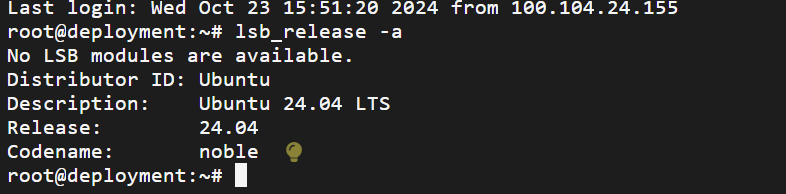 Last login: Wed Oct 23 15:51:20 2024 from 100.104.24.155
root@deployment:~# lsb_release -a
No LSB modules are available.
Distributor ID: Ubuntu
Description:    Ubuntu 24.04 LTS
Release:        24.04
Codename:       noble
root@deployment:~#